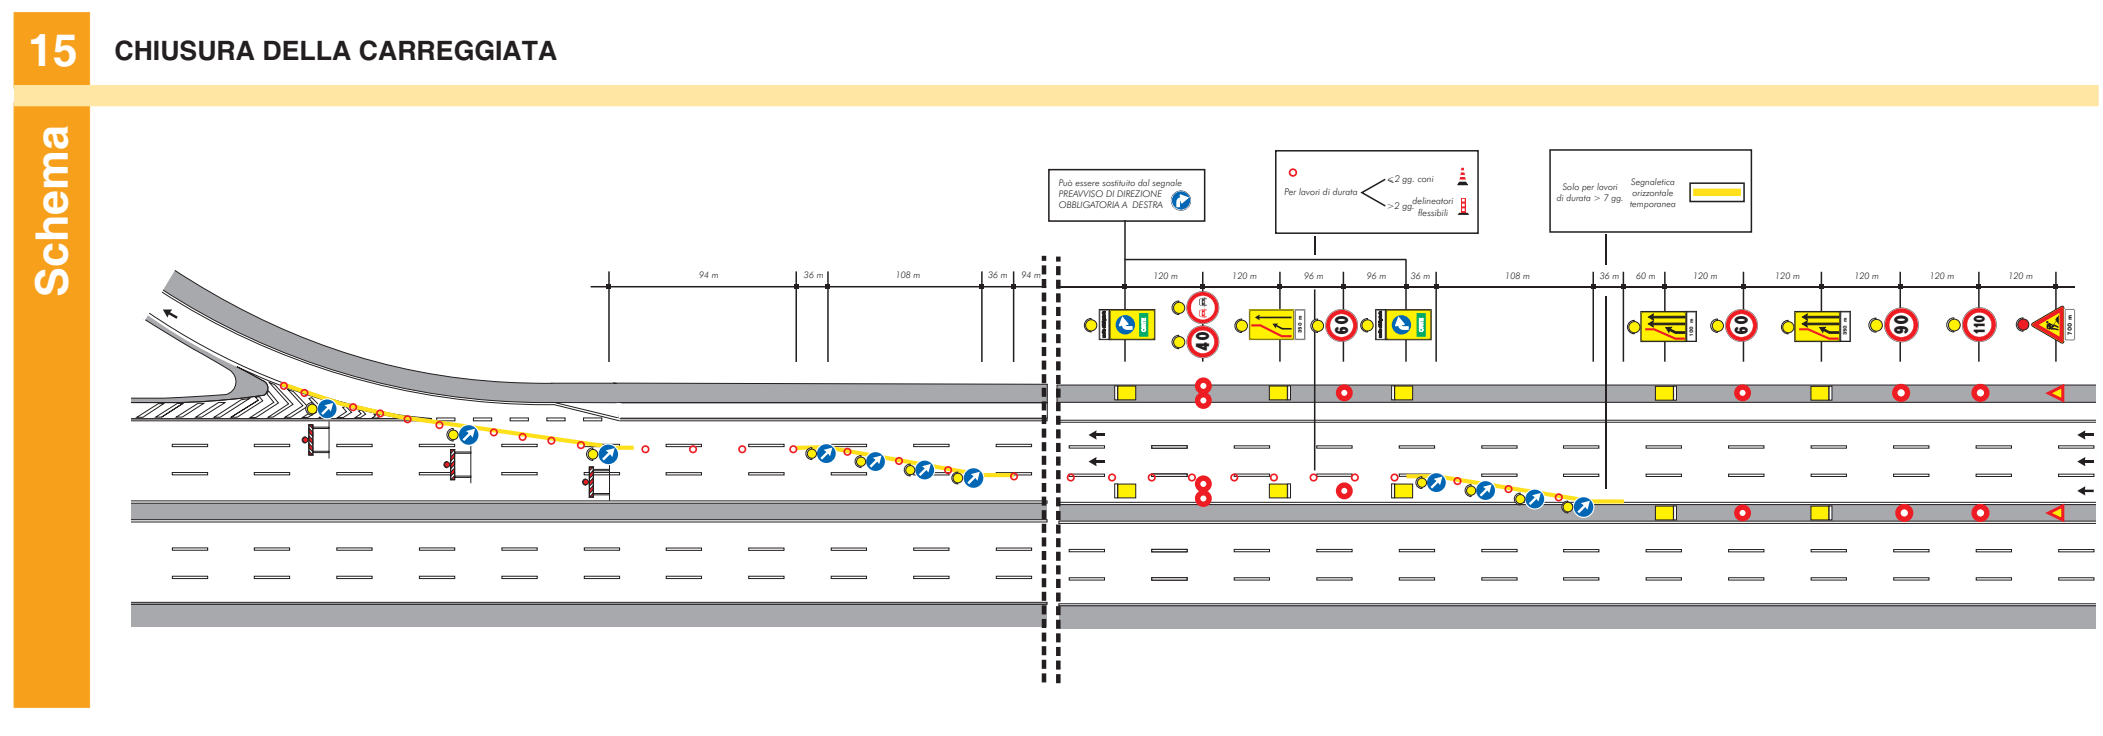 15
CHIUSURA DELLA CARREGGIATA
Schema
Può essere sostituito dal segnale
PREAVVISO DI DIREZIONE
OBBLIGATORIA A DESTRA
Per lavori di durata
⩽2 gg. coni
>2 gg. delineatori
flessibili
Solo per lavori
di durata > 7 gg.
Segnaletica
orizzontale
temporanea
94 m
36 m
108 m
36 m
94 m
120 m
120 m
96 m
96 m
36 m
108 m
36 m
60 m
120 m
120 m
120 m
120 m
120 m
40
60
100 m
60
90
110
700 m